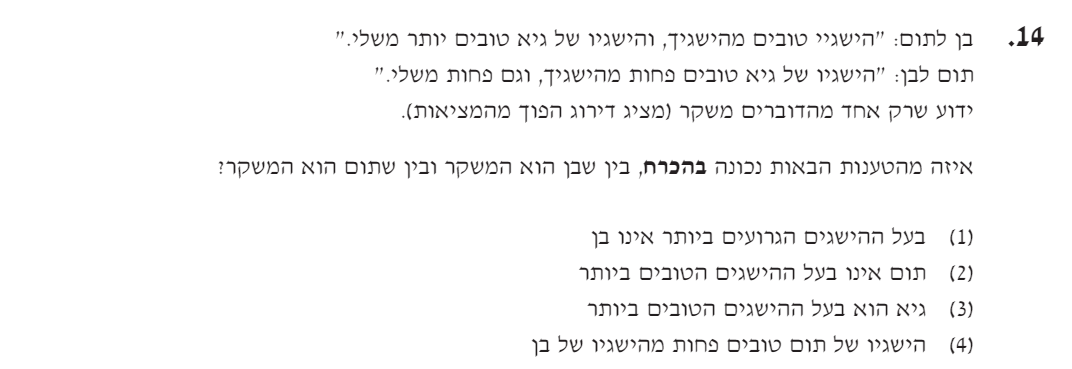 14. בן לתום: "הישגיי טובים מהישגיך, והישגיו של גיא טובים יותר משלי."
תום לבן: "הישגיו של גיא טובים פחות מהישגיך, וגם פחות משלי."
ידוע שרק אחד מהדוברים משקר (מציג דירוג הפוך מהמציאות).
איזה מהטענות הבאות נכונה בהכרח, בין שבן הוא המשקר ובין שתום הוא המשקר?
(1) בעל ההישגים הגרועים ביותר אינו בן
(2) תום אינו בעל ההישגים הטובים ביותר
(3) גיא הוא בעל ההישגים הטובים ביותר
(4) הישגיו של תום טובים פחות מהישגיו של בן